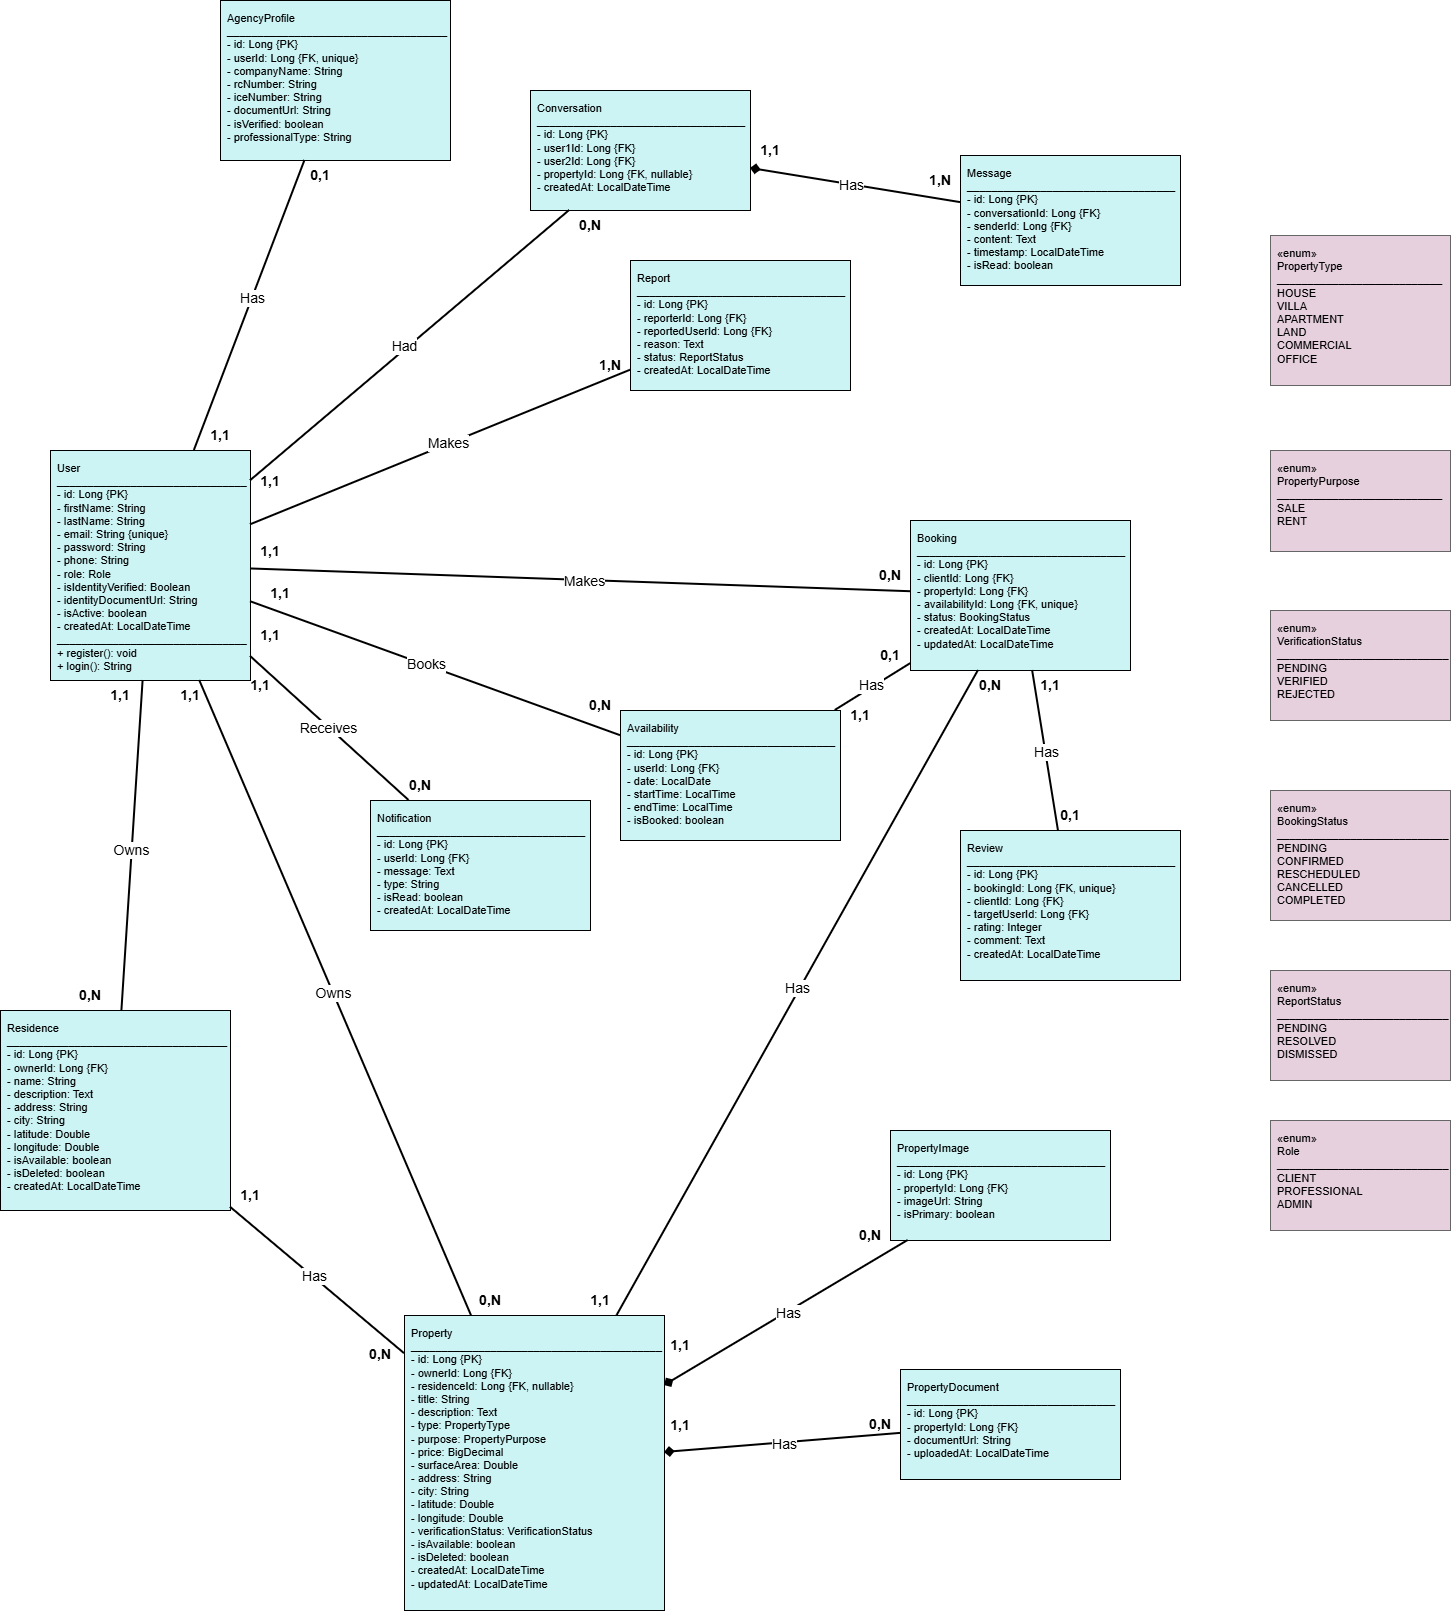 AgencyProfile
- id: Long {PK}
- userId: Long {FK, unique}
- companyName: String
- rcNumber: String
- iceNumber: String
- documentUrl: String
- isVerified: boolean
- professionalType: String
0,1
Has
1,1
Conversation
- id: Long {PK}
- user1Id: Long {FK}
- user2Id: Long {FK}
- propertyId: Long {FK, nullable}
- createdAt: LocalDateTime
1,1
Has
1,N
0,N
Had
1,1
Message
- id: Long {PK}
- conversationId: Long {FK}
- senderId: Long {FK}
- content: Text
- timestamp: LocalDateTime
- isRead: boolean
Report
- id: Long {PK}
- reporterId: Long {FK}
- reportedUserId: Long {FK}
- reason: Text
- status: ReportStatus
- createdAt: LocalDateTime
1,N
Makes
1,1
User
- id: Long {PK}
- firstName: String
- lastName: String
- email: String {unique}
- password: String
- phone: String
- role: Role
- isIdentityVerified: Boolean
- identityDocumentUrl: String
- isActive: boolean
- createdAt: LocalDateTime
+ register(): void
+ login(): String
Makes
0,N
1,1
1,1
Books
0,N
1,1
Receives
0,N
1,1
1,1
Booking
- id: Long {PK}
- clientId: Long {FK}
- propertyId: Long {FK}
- availabilityId: Long {FK, unique}
- status: BookingStatus
- createdAt: LocalDateTime
- updatedAt: LocalDateTime
0,1
Has
1,1
0,N
1,1
Has
0,1
Availability
- id: Long {PK}
- userId: Long {FK}
- date: LocalDate
- startTime: LocalTime
- endTime: LocalTime
- isBooked: boolean
Notification
- id: Long {PK}
- userId: Long {FK}
- message: Text
- type: String
- isRead: boolean
- createdAt: LocalDateTime
Review
- id: Long {PK}
- bookingId: Long {FK, unique}
- clientId: Long {FK}
- targetUserId: Long {FK}
- rating: Integer
- comment: Text
- createdAt: LocalDateTime
Owns
0,N
Owns
0,N
Has
1,1
Residence
- id: Long {PK}
- ownerId: Long {FK}
- name: String
- description: Text
- address: String
- city: String
- latitude: Double
- longitude: Double
- isAvailable: boolean
- isDeleted: boolean
- createdAt: LocalDateTime
1,1
Has
0,N
PropertyImage
- id: Long {PK}
- propertyId: Long {FK}
- imageUrl: String
- isPrimary: boolean
0,N
Has
1,1
Property
- id: Long {PK}
- ownerId: Long {FK}
- residenceId: Long {FK, nullable}
- title: String
- description: Text
- type: PropertyType
- purpose: PropertyPurpose
- price: BigDecimal
- surfaceArea: Double
- address: String
- city: String
- latitude: Double
- longitude: Double
- verificationStatus: VerificationStatus
- isAvailable: boolean
- isDeleted: boolean
- createdAt: LocalDateTime
- updatedAt: LocalDateTime
1,1
Has
0,N
PropertyDocument
- id: Long {PK}
- propertyId: Long {FK}
- documentUrl: String
- uploadedAt: LocalDateTime
«enum»
PropertyType
HOUSE
VILLA
APARTMENT
LAND
COMMERCIAL
OFFICE
«enum»
PropertyPurpose
SALE
RENT
«enum»
VerificationStatus
PENDING
VERIFIED
REJECTED
«enum»
BookingStatus
PENDING
CONFIRMED
RESCHEDULED
CANCELLED
COMPLETED
«enum»
ReportStatus
PENDING
RESOLVED
DISMISSED
«enum»
Role
CLIENT
PROFESSIONAL
ADMIN